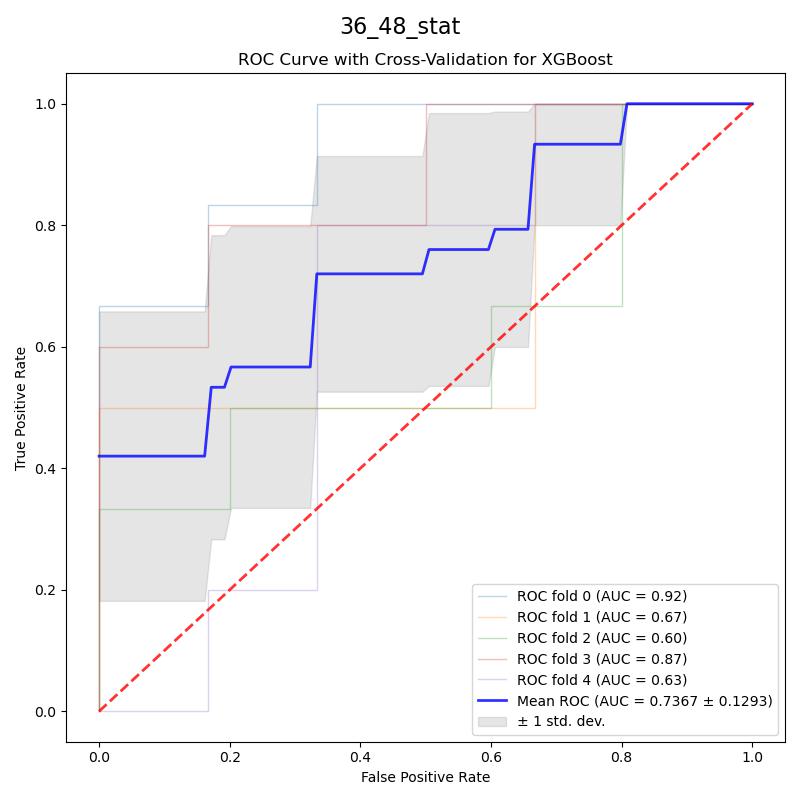 36_48_stat
ROC Curve with Cross-Validation for XGBoost
True Positive Rate
1.0
0.8
0.6
0.4
0.2
0.0
ROC fold 0 (AUC = 0.92)
ROC fold 1 (AUC = 0.67)
ROC fold 2 (AUC = 0.60)
ROC fold 3 (AUC = 0.87)
ROC fold 4 (AUC = 0.63)
Mean ROC (AUC = 0.7367 ± 0.1293)
± 1 std. dev.
0.0 0.2 0.4 0.6 0.8 1.0
False Positive Rate